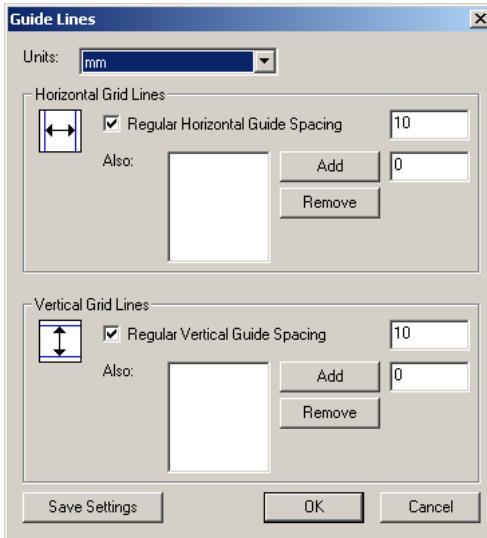 Guide Lines
Units: mm
Horizontal Grid Lines
Regular Horizontal Guide Spacing 10
Also: Add 0
Remove
Vertical Grid Lines
Regular Vertical Guide Spacing 10
Also: Add 0
Remove
Save Settings OK Cancel